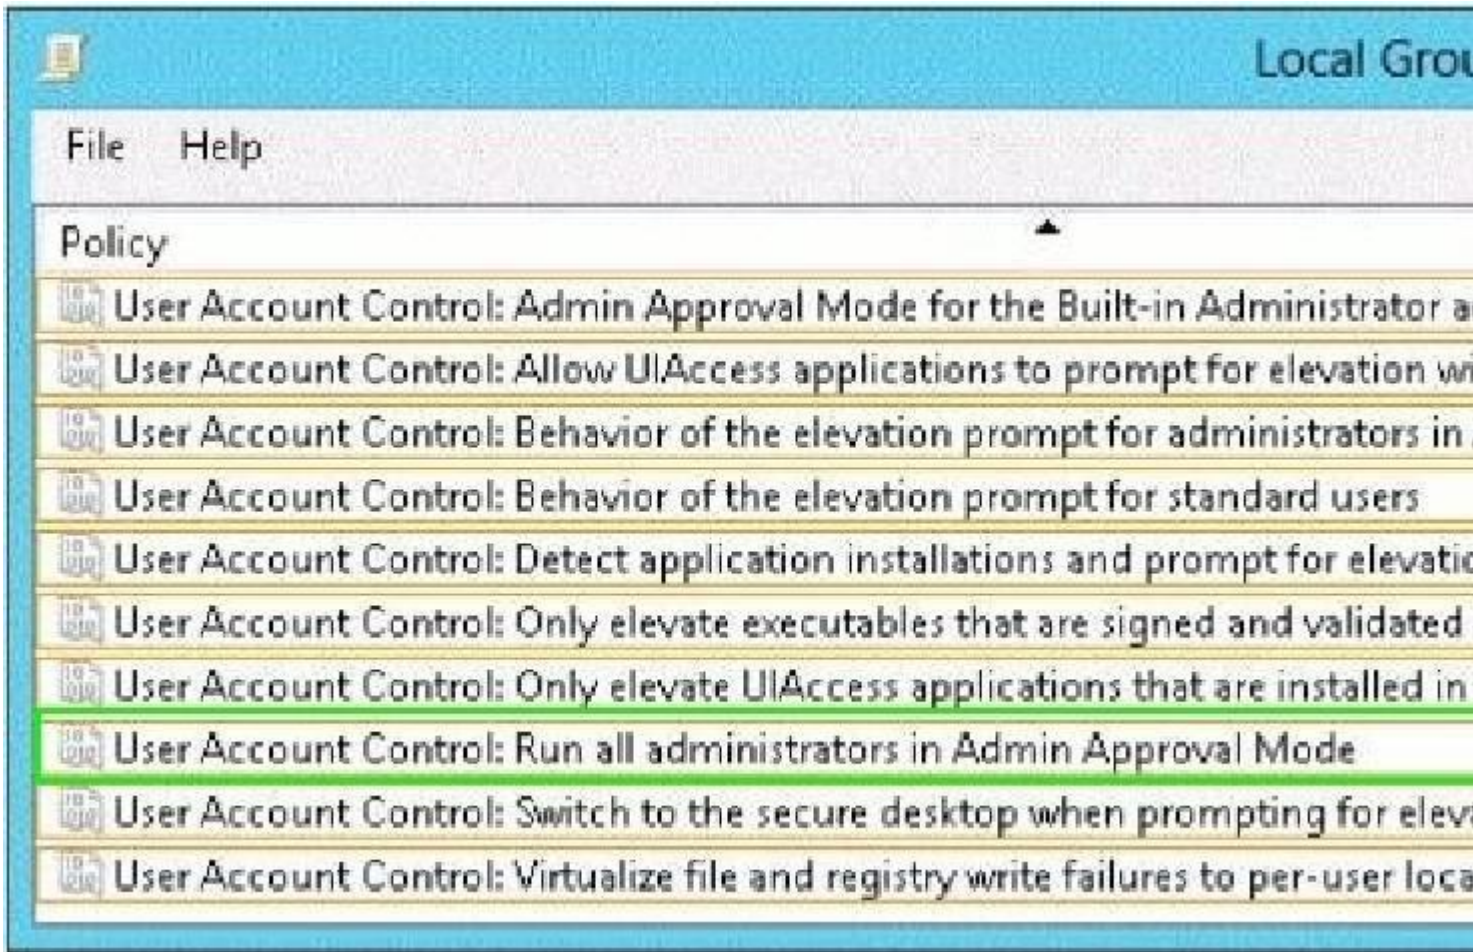 Local Grou
File Help
Policy
User Account Control: Admin Approval Mode for the Built-in Administrator a
User Account Control: Allow UIAccess applications to prompt for elevation wi
User Account Control: Behavior of the elevation prompt for administrators in
User Account Control: Behavior of the elevation prompt for standard users
User Account Control: Detect application installations and prompt for elevatio
User Account Control: Only elevate executables that are signed and validated
User Account Control: Only elevate UIAccess applications that are installed in
User Account Control: Run all administrators in Admin Approval Mode
User Account Control: Switch to the secure desktop when prompting for eleva
User Account Control: Virtualize file and registry write failures to per-user loca